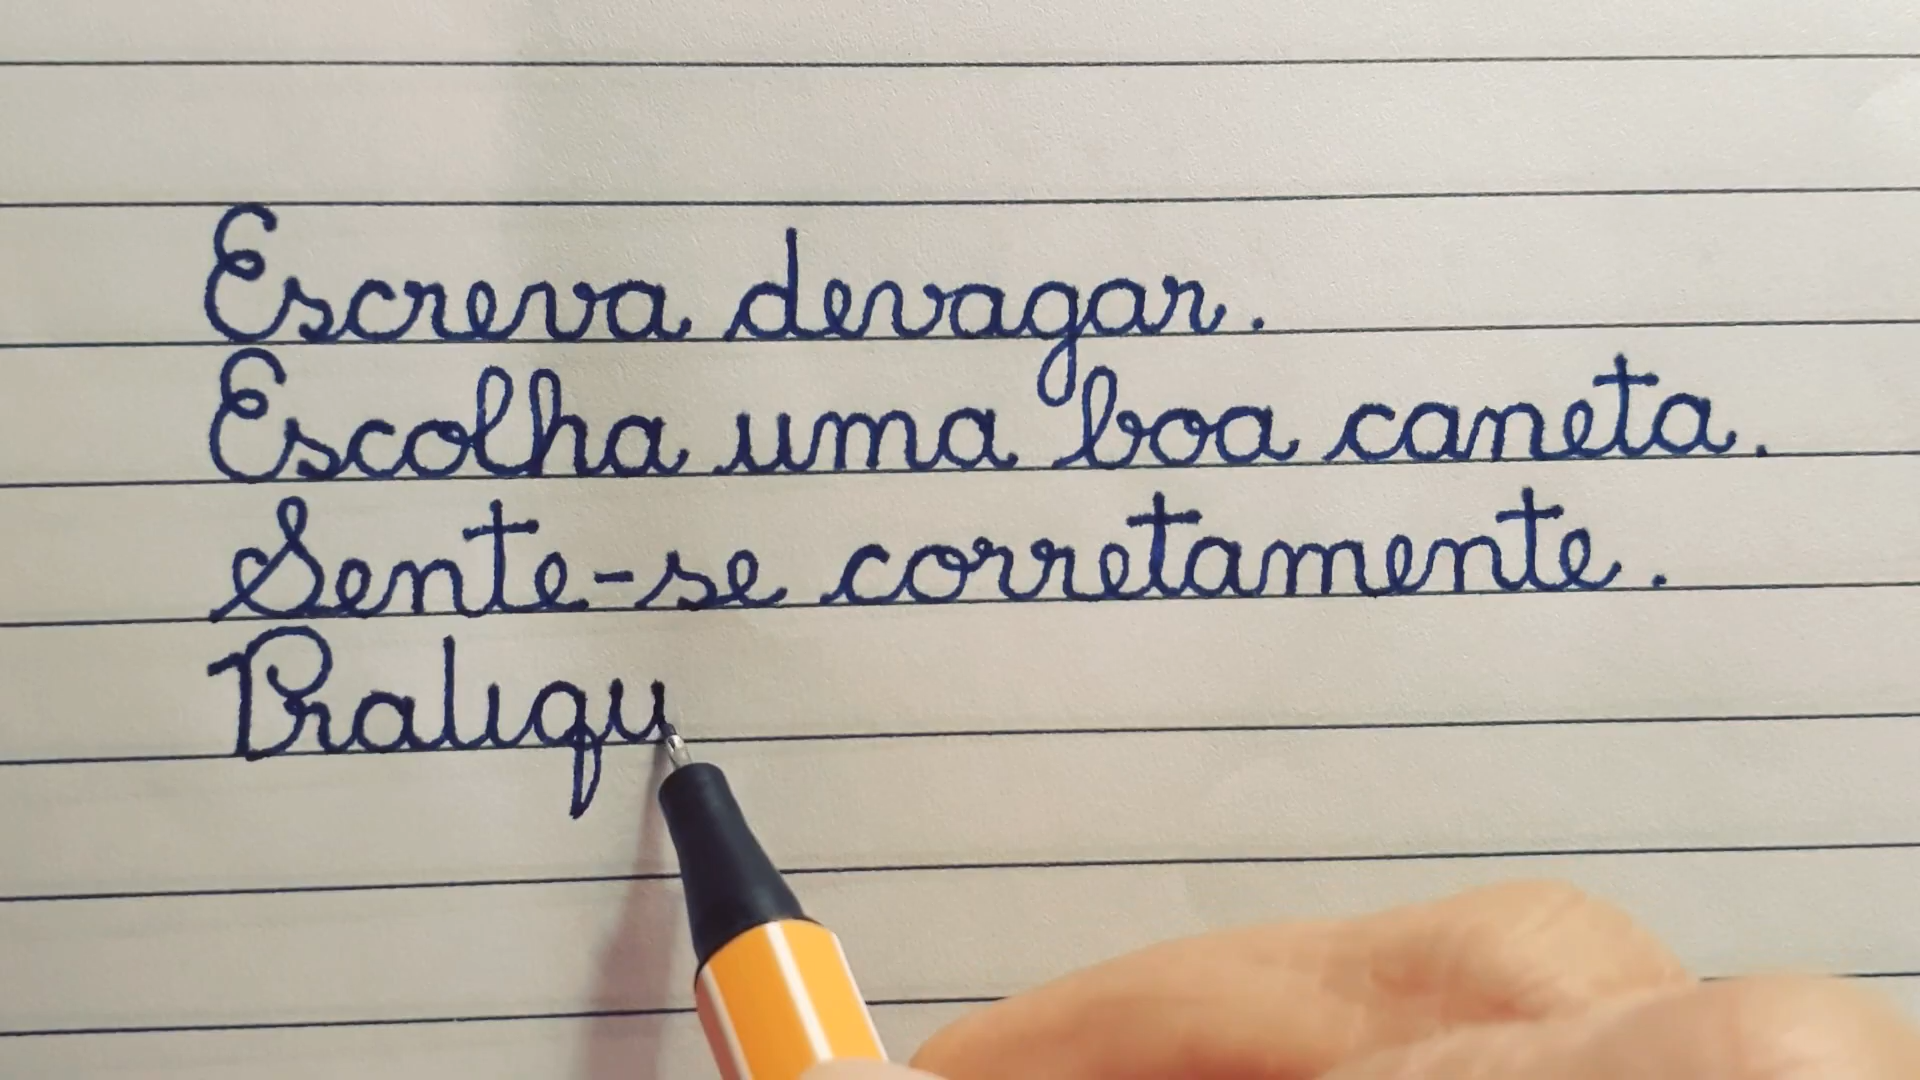 Escreva devagar.
Escolha uma boa caneta.
Sente-se corretamente.
Pratiqu